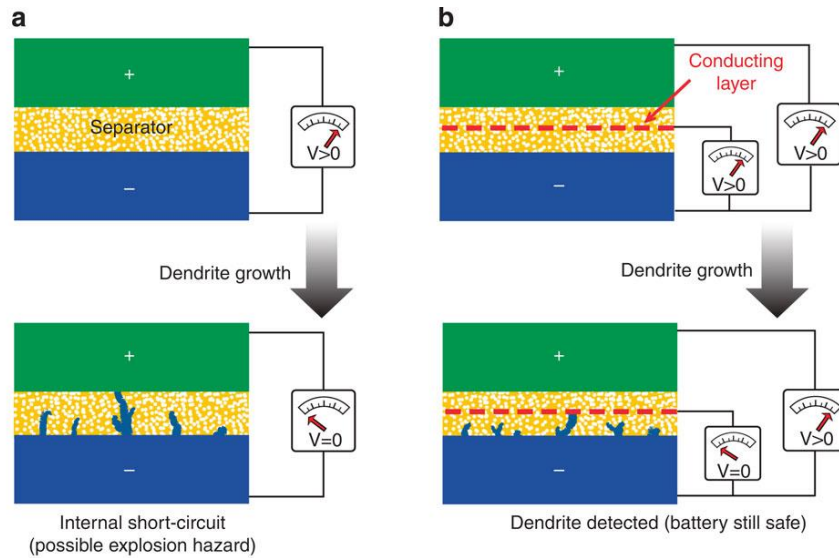 a
+
Separator
–
V>0
Dendrite growth
+
–
V=0
Internal short-circuit
(possible explosion hazard)
b
+
Conducting
layer
–
V>0
V>0
Dendrite growth
+
–
V=0
V>0
Dendrite detected (battery still safe)